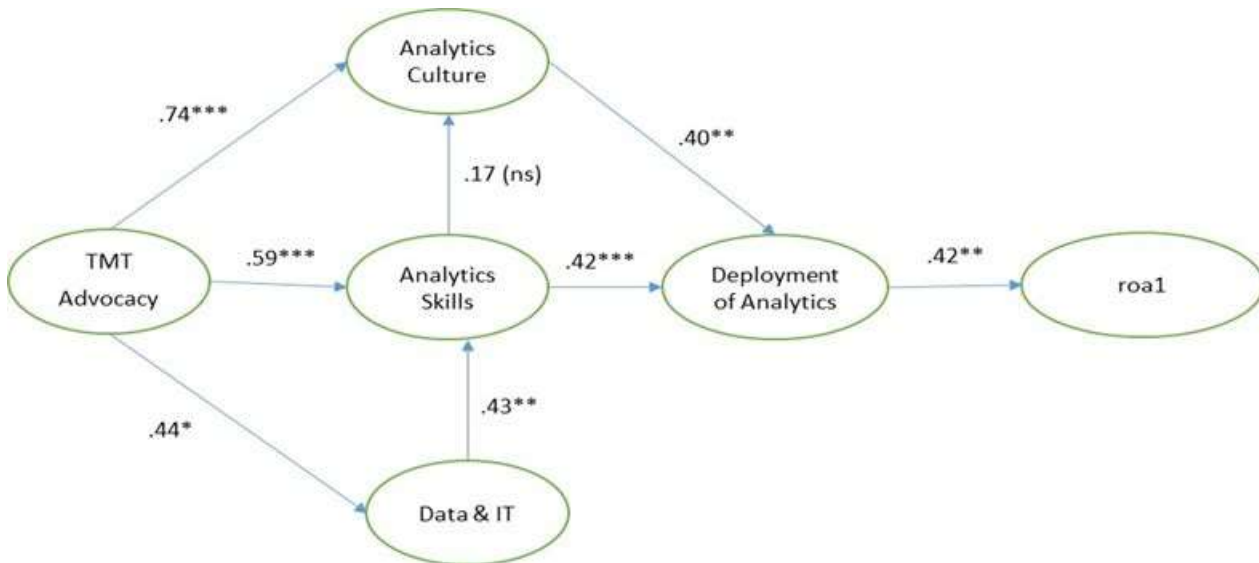 Analytics
Culture
.74***
.40**
.17 (ns)
TMT
Advocacy
.59***
Analytics
Skills
.42***
Deployment
of Analytics
.42**
roa1
.43**
.44*
Data & IT